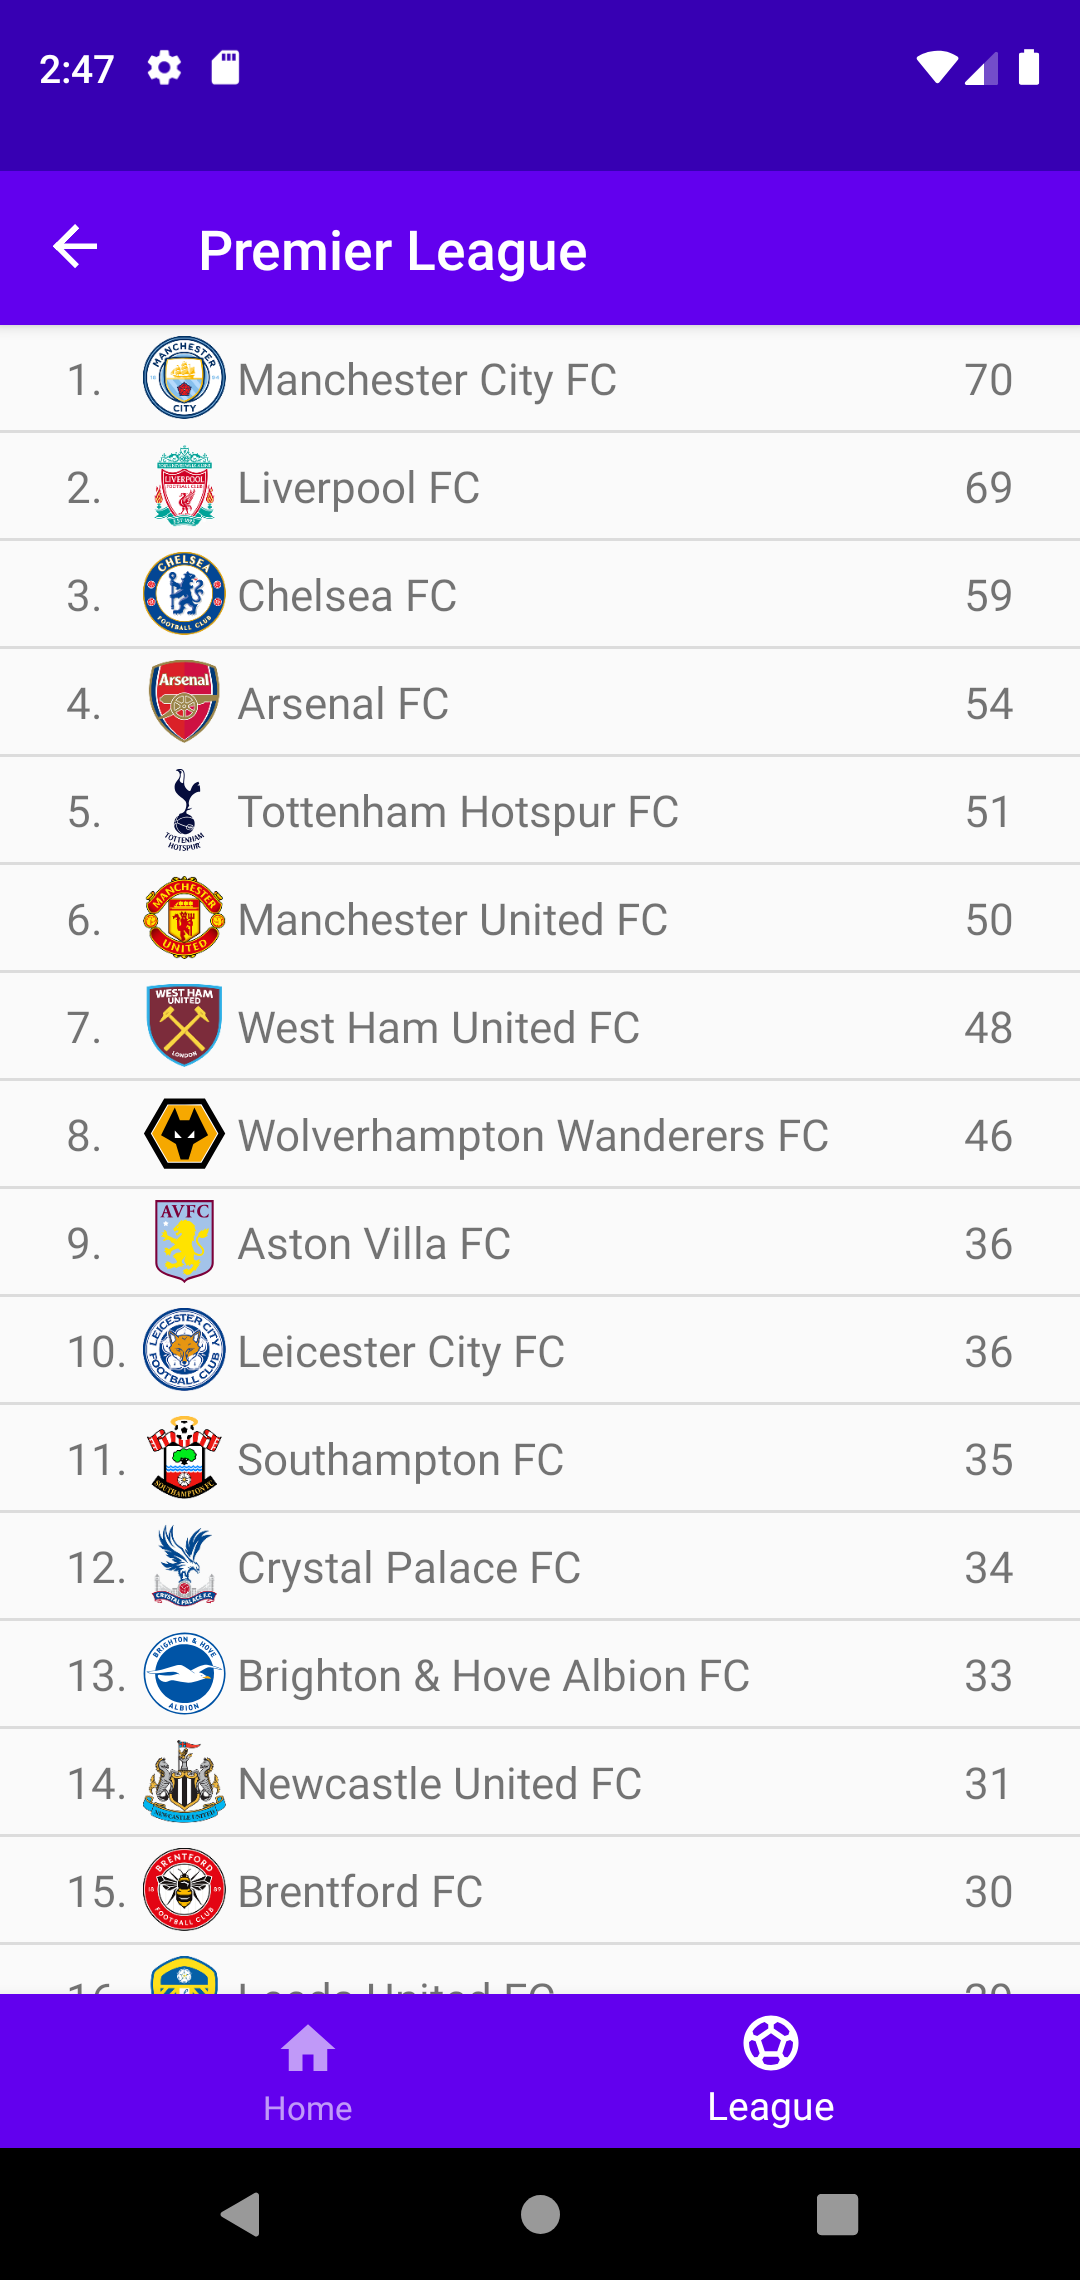 2:47
Premier League
1. Manchester City FC 70
2. Liverpool FC 69
3. Chelsea FC 59
4. Arsenal FC 54
5. Tottenham Hotspur FC 51
6. Manchester United FC 50
7. West Ham United FC 48
8. Wolverhampton Wanderers FC 46
9. Aston Villa FC 36
10. Leicester City FC 36
11. Southampton FC 35
12. Crystal Palace FC 34
13. Brighton & Hove Albion FC 33
14. Newcastle United FC 31
15. Brentford FC 30
16. Leeds United FC
Home League